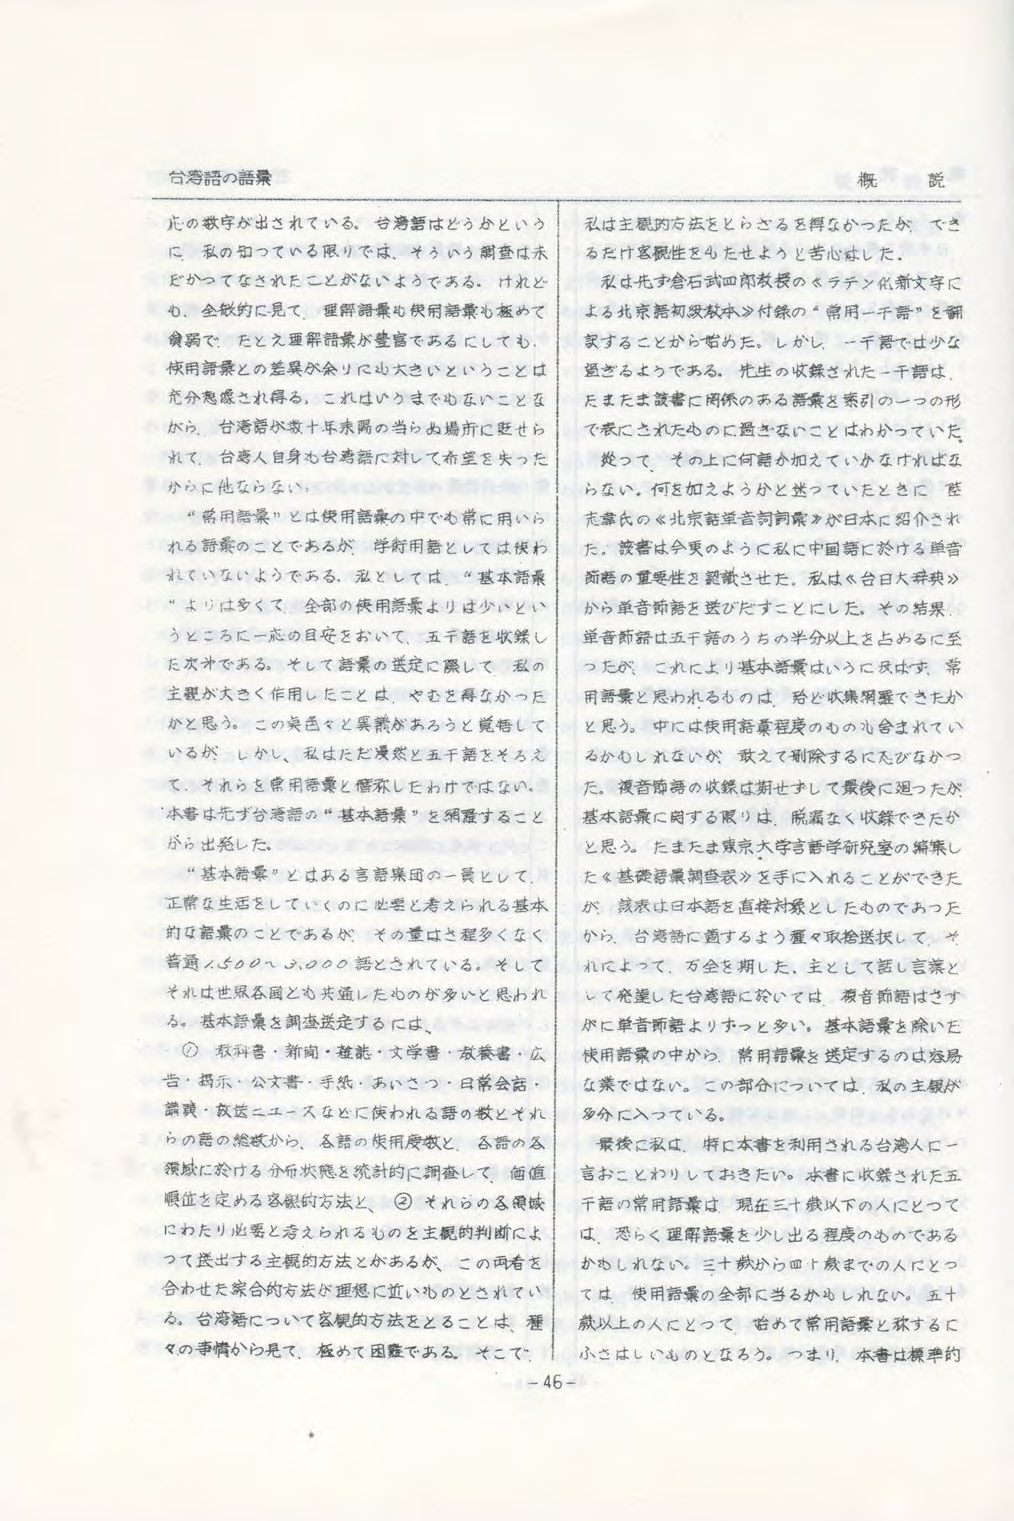 台湾語の語彙
概 説
応の数字が出されている。台湾語はどうかという
に、私の知っている限りでは、そういう調査は未
だかつてなされたことがないようである。けれど
も、全般的に見て、理解語彙も使用語彙も極めて
貧弱で、たとえ理解語彙が豊富であるにしても、
使用語彙との差異が余りにも大きいということは
充分想像され得る。これはいうまでもないことな
がら、台湾語が数十年来陽の当らぬ場所に貶せら
れて、台湾人自身も台湾語に対して希望を失った
からに他ならない。
“常用語彙”とは使用語彙の中でも常に用いら
れる語彙のことであるが、学術用語としては使わ
れていないようである。私としては、“基本語彙
”よりは多くて、全部の使用語彙よりは少いとい
うところに一応の目安をおいて、五千語を収録し
た次第である。そして語彙の選定に際して、私の
主観が大きく作用したことは、やむを得なかった
かと思う。この点色々と異議があろうと覚悟して
いるが、しかし、私はただ漫然と五千語をそろえ
て、それらを常用語彙と僭称したわけではない。
本書は先ず台湾語の“基本語彙”を網羅すること
から出発した。
“基本語彙”とはある言語集団の一員として、
正常な生活をしていくのに必要と考えられる基本
的な語彙のことであるが、その量はさ程多くなく
普通1,500～3,000語とされている。そして
それは世界各国とも共通したものが多いと思われ
る。基本語彙を調査選定するには、
① 教科書・新聞・雑誌・文学書・教養書・広
告・掲示・公文書・手紙・あいさつ・日常会話・
講演・放送ニュースなどに使われる語の数とそれ
らの語の総数から、各語の使用度数と、各語の各
領域に於ける分布状態を統計的に調査して、価値
順位を定める客観的方法と、② それらの各領域
にわたり必要と考えられるものを主観的判断によ
って選出する主観的方法とがあるが、この両者を
合わせた綜合的方法が理想に近いものとされてい
る。台湾語について客観的方法をとることは、種
々の事情から見て、極めて困難である。そこで、
私は主観的方法をとらざるを得なかったが、でき
るだけ客観性をもたせようと苦心はした。
私は先ず倉石武四郎教授の≪ラテン化新文字に
よる北京語初級教本≫付録の“常用一千語”を翻
訳することから始めた。しかし、一千語では少な
過ぎるようである。先生の収録された一千語は、
たまたま該書に関係のある語彙を索引の一つの形
で表にされたものに過ぎないことはわかっていた。
従って、その上に何語か加えていかなければな
らない。何を加えようかと迷っていたときに、陸
志韋氏の≪北京話単音詞詞彙≫が日本に紹介され
た。該書は今更のように私に中国語に於ける単音
節語の重要性を認識させた。私は≪台日大辞典≫
から単音節語を選びだすことにした。その結果、
単音節語は五千語のうちの半分以上を占めるに至
ったが、これにより基本語彙はいうに及ばず、常
用語彙と思われるものは、殆ど収集網羅できたか
と思う。中には使用語彙程度のものも含まれてい
るかもしれないが、敢えて削除するにたびなかつ
た。複音節語の収録は期せずして最後に廻ったが、
基本語彙に関する限りは、脱漏なく収録できたか
と思う。たまたま東京大学言語学研究室の編集し
た≪基礎語彙調査表≫を手に入れることができた
が、該表は日本語を直接対象としたものであった
から、台湾語に適するよう種々取捨選択して、そ
れによって、万全を期した。主として話し言葉と
して発達した台湾語に於いては、複音節語はさす
がに単音節語よりずっと多い。基本語彙を除いた
使用語彙の中から、常用語彙を選定するのは容易
な業ではない。この部分については、私の主観が
多分に入っている。
最後に私は、特に本書を利用される台湾人に一
言おことわりしておきたい。本書に収録された五
千語の常用語彙は、現在三十歳以下の人にとって
は、恐らく理解語彙を少し出る程度のものである
かもしれない。三十歳から四十歳までの人にとっ
ては、使用語彙の全部に当るかもしれない。五十
歳以上の人にとって、始めて常用語彙と称するに
ふさはしいものとなろう。つまり、本書は標準的
-46-